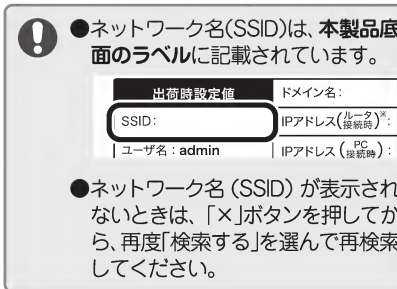 ●ネットワーク名(SSID)は、本製品底
面のラベルに記載されています。
出荷時設定値 ドメイン名:
SSID: IPアドレス(ルータ接続時)※:
ユーザ名:admin IPアドレス(PC接続時):
●ネットワーク名(SSID)が表示され
ないときは、「×」ボタンを押してか
ら、再度「検索する」を選んで再検索
してください。